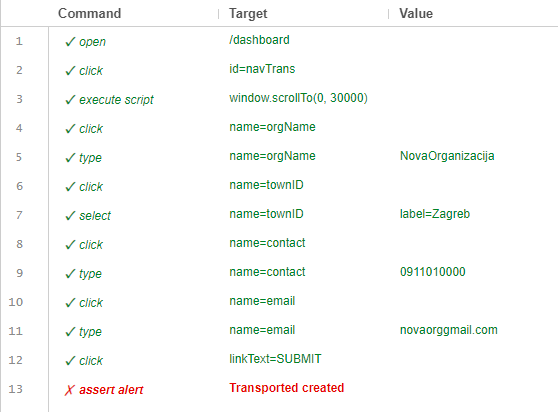 Command Target Value
1 ✓ open /dashboard
2 ✓ click id=navTrans
3 ✓ execute script window.scrollTo(0, 30000)
4 ✓ click name=orgName
5 ✓ type name=orgName NovaOrganizacija
6 ✓ click name=townID
7 ✓ select name=townID label=Zagreb
8 ✓ click name=contact
9 ✓ type name=contact 0911010000
10 ✓ click name=email
11 ✓ type name=email novaorggmail.com
12 ✓ click linkText=SUBMIT
13 ✗ assert alert Transported created